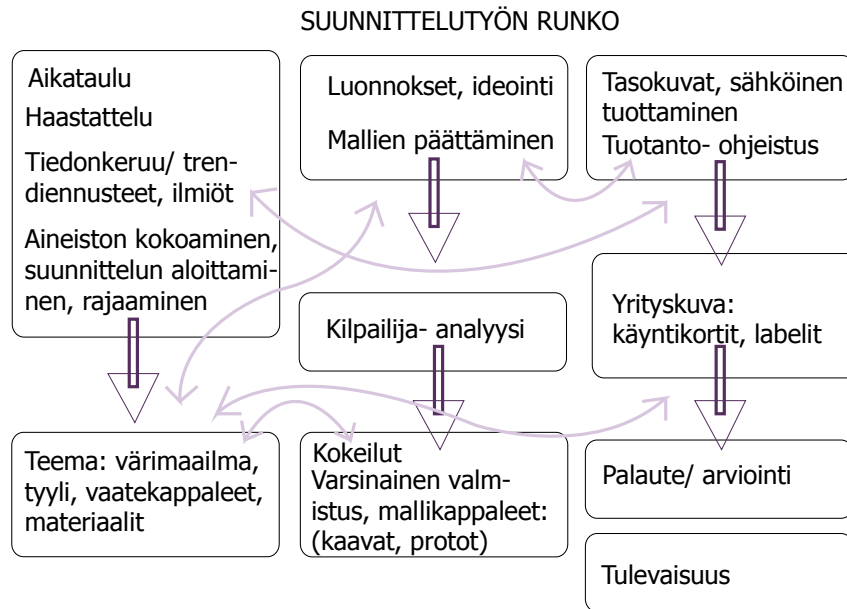 SUUNNITTELUTYÖN RUNKO
Aikataulu
Haastattelu
Tiedonkeruu/ tren-
diennusteet, ilmiöt
Aineiston kokoaminen,
suunnittelun aloittami-
nen, rajaaminen
Teema: värimaailma,
tyyli, vaatekappaleet,
materiaalit
Luonnokset, ideointi
Mallien päättäminen
Kilpailija- analyysi
Kokeilut
Varsinainen valm-
istus, mallikappaleet:
(kaavat, protot)
Tasokuvat, sähköinen
tuottaminen
Tuotanto- ohjeistus
Yrityskuva:
käyntikortit, labelit
Palaute/ arviointi
Tulevaisuus